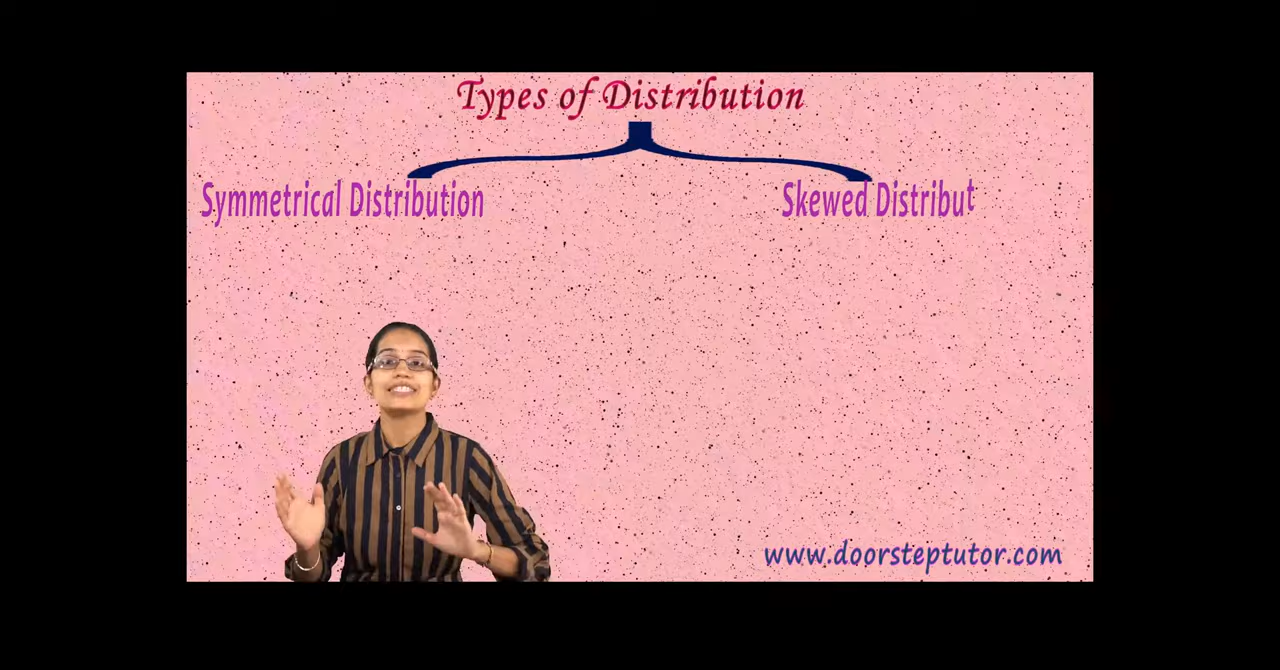 Types of Distribution
Symmetrical Distribution
Skewed Distribut
www.doorsteptutor.com